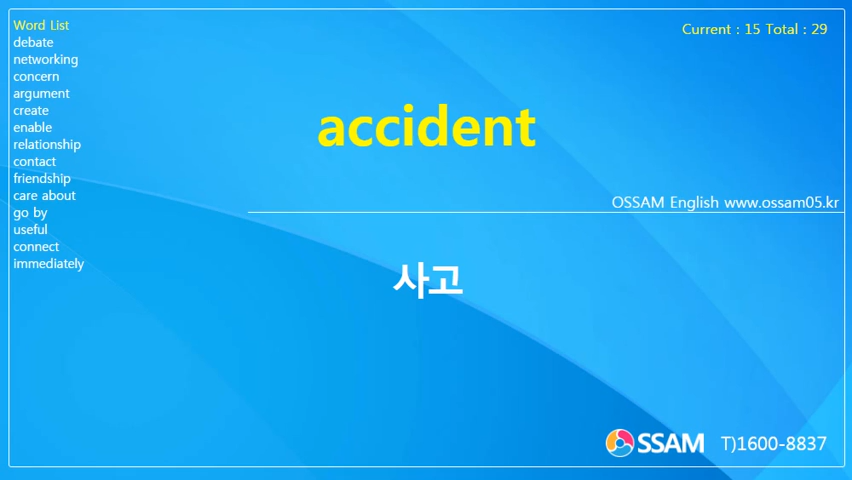 Word List
debate
networking
concern
argument
create
enable
relationship
contact
friendship
care about
go by
useful
connect
immediately
Current : 15 Total : 29
accident
OSSAM English www.ossam05.kr
사고
OSSAM T)1600-8837